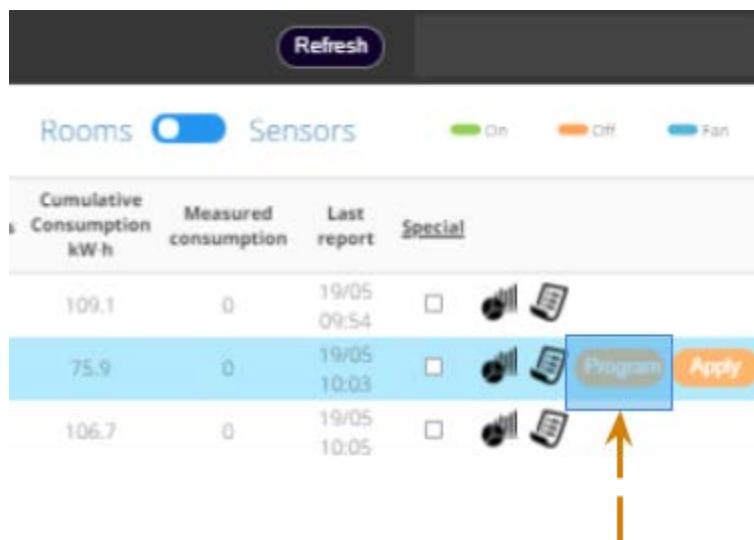 Refresh
Rooms Sensors On Off Fan
s Cumulative Consumption kW·h Measured consumption Last report Special
109.1 0 19/05 09:54
75.9 0 19/05 10:03 Program Apply
106.7 0 19/05 10:05